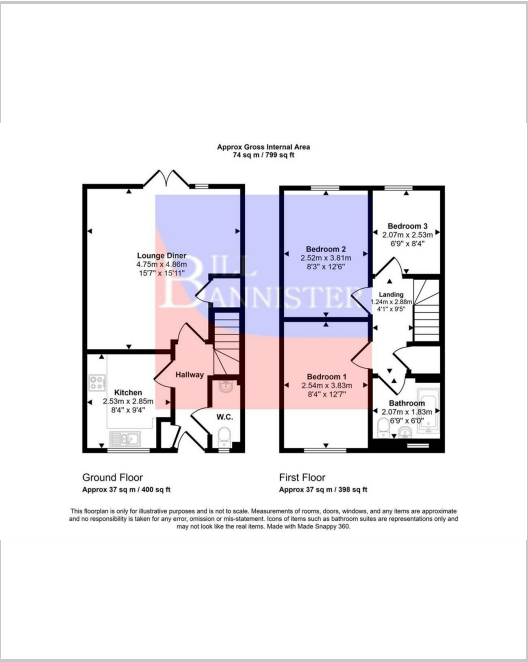 Approx Gross Internal Area
74 sq m / 799 sq ft
Lounge Diner
4.75m x 4.86m
15'7" x 15'11"
Bedroom 2
2.52m x 3.81m
8'3" x 12'6"
Bedroom 3
2.07m x 2.53m
6'9" x 8'4"
BILL
BANNISTER
Landing
1.24m x 2.88m
4'1" x 9'5"
Hallway
Kitchen
2.53m x 2.85m
8'4" x 9'4"
W.C.
Bedroom 1
2.54m x 3.83m
8'4" x 12'7"
Bathroom
2.07m x 1.83m
6'9" x 6'0"
Ground Floor
Approx 37 sq m / 400 sq ft
First Floor
Approx 37 sq m / 398 sq ft
This floorplan is only for illustrative purposes and is not to scale. Measurements of rooms, doors, windows, and any items are approximate
and no responsibility is taken for any error, omission or mis-statement. Icons of items such as bathroom suites are representations only and
may not look like the real items. Made with Made Snappy 360.